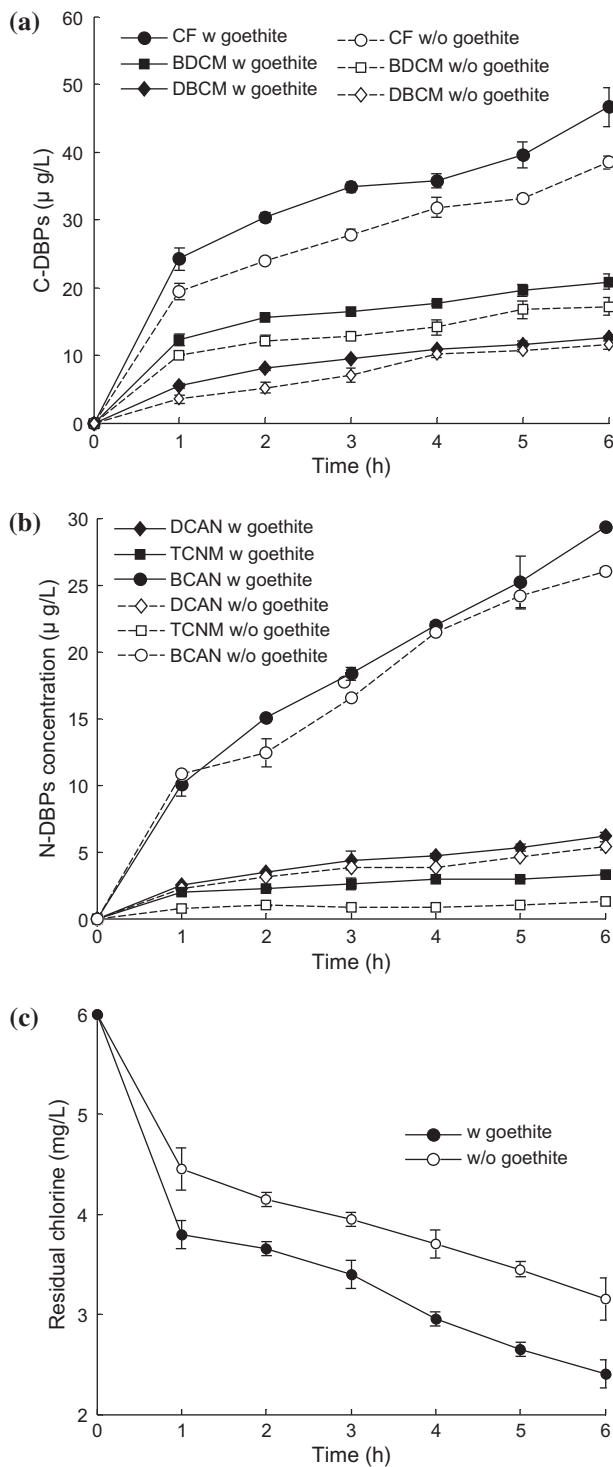 (a)
CF w goethite
BDCM w goethite
DBCM w goethite
CF w/o goethite
BDCM w/o goethite
DBCM w/o goethite
60
50
40
30
20
10
0
C-DBPs (μ g/L)
0 1 2 3 4 5 6
Time (h)
(b)
DCAN w goethite
TCNM w goethite
BCAN w goethite
DCAN w/o goethite
TCNM w/o goethite
BCAN w/o goethite
30
25
20
15
10
5
0
N-DBPs concentration (μ g/L)
0 1 2 3 4 5 6
Time (h)
(c)
w goethite
w/o goethite
6
5
4
3
2
Residual chlorine (mg/L)
0 1 2 3 4 5 6
Time (h)